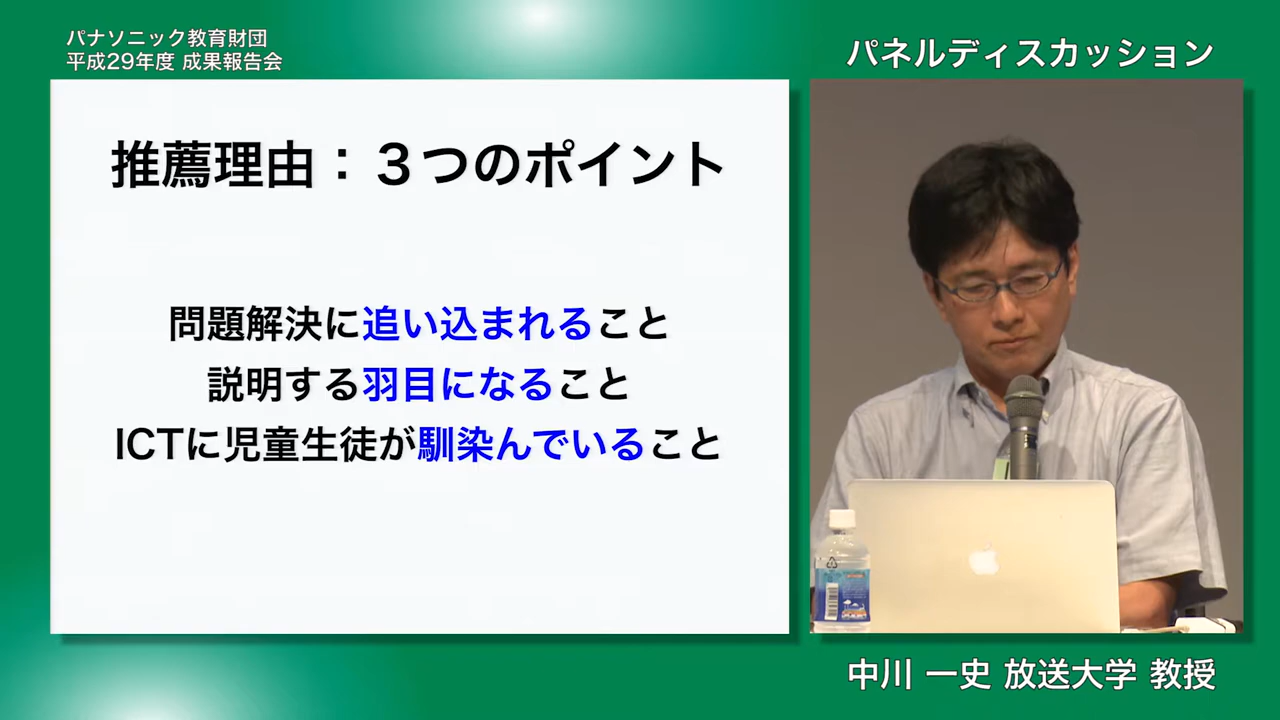 パナソニック教育財団
平成29年度 成果報告会
パネルディスカッション
推薦理由：３つのポイント
問題解決に追い込まれること
説明する羽目になること
ICTに児童生徒が馴染んでいること
中川 一史 放送大学 教授